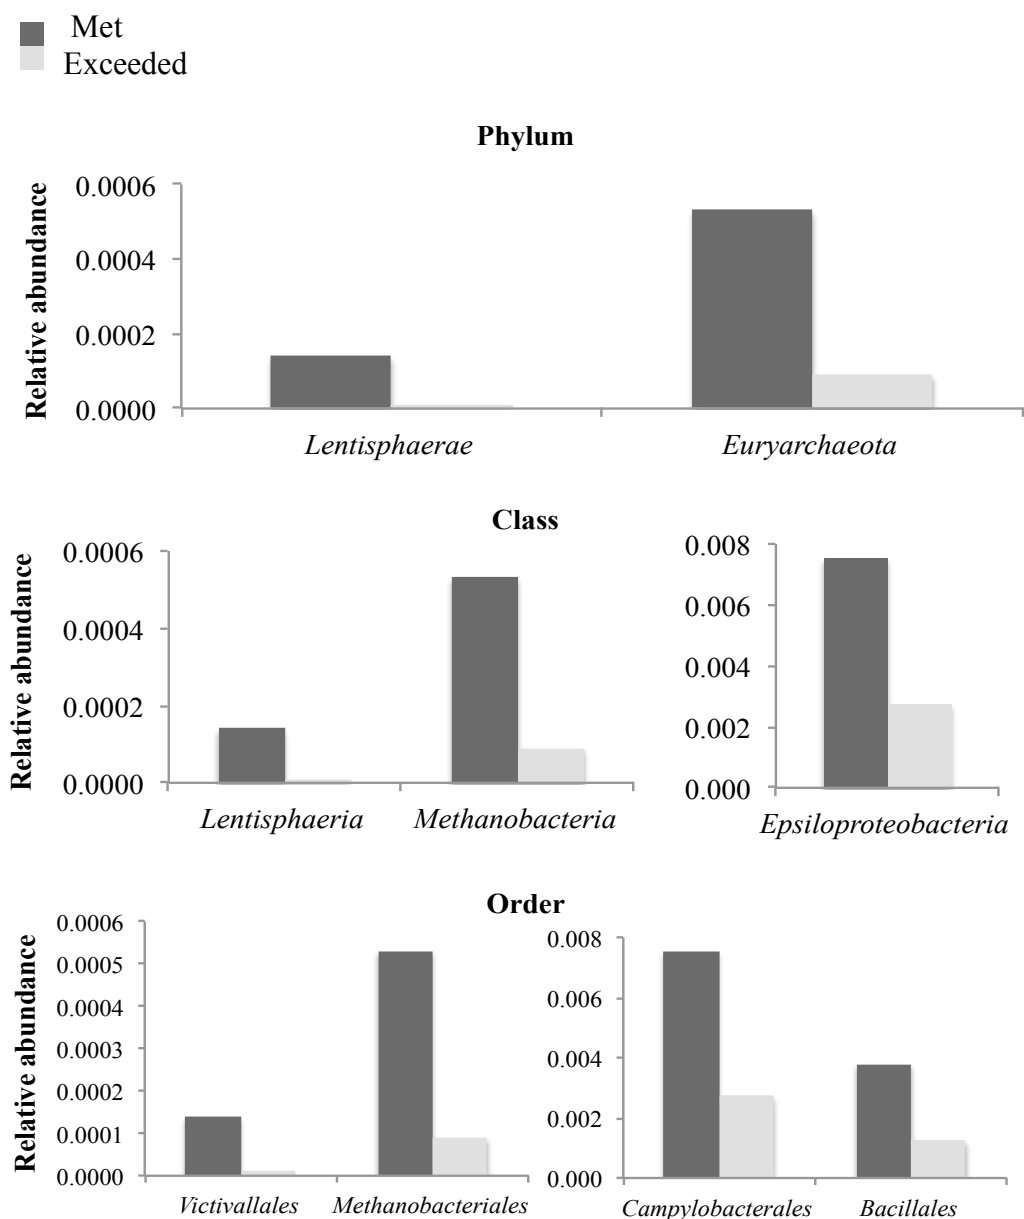 Met
Exceeded
Phylum
Relative abundance
0.0006
0.0004
0.0002
0.0000
Lentisphaerae
Euryarchaeota
Class
Relative abundance
0.0006
0.0004
0.0002
0.0000
Lentisphaeria
Methanobacteria
0.008
0.006
0.004
0.002
0.000
Epsiloproteobacteria
Order
Relative abundance
0.0006
0.0005
0.0004
0.0003
0.0002
0.0001
0.0000
Victivallales
Methanobacteriales
0.008
0.006
0.004
0.002
0.000
Campylobacterales
Bacillales